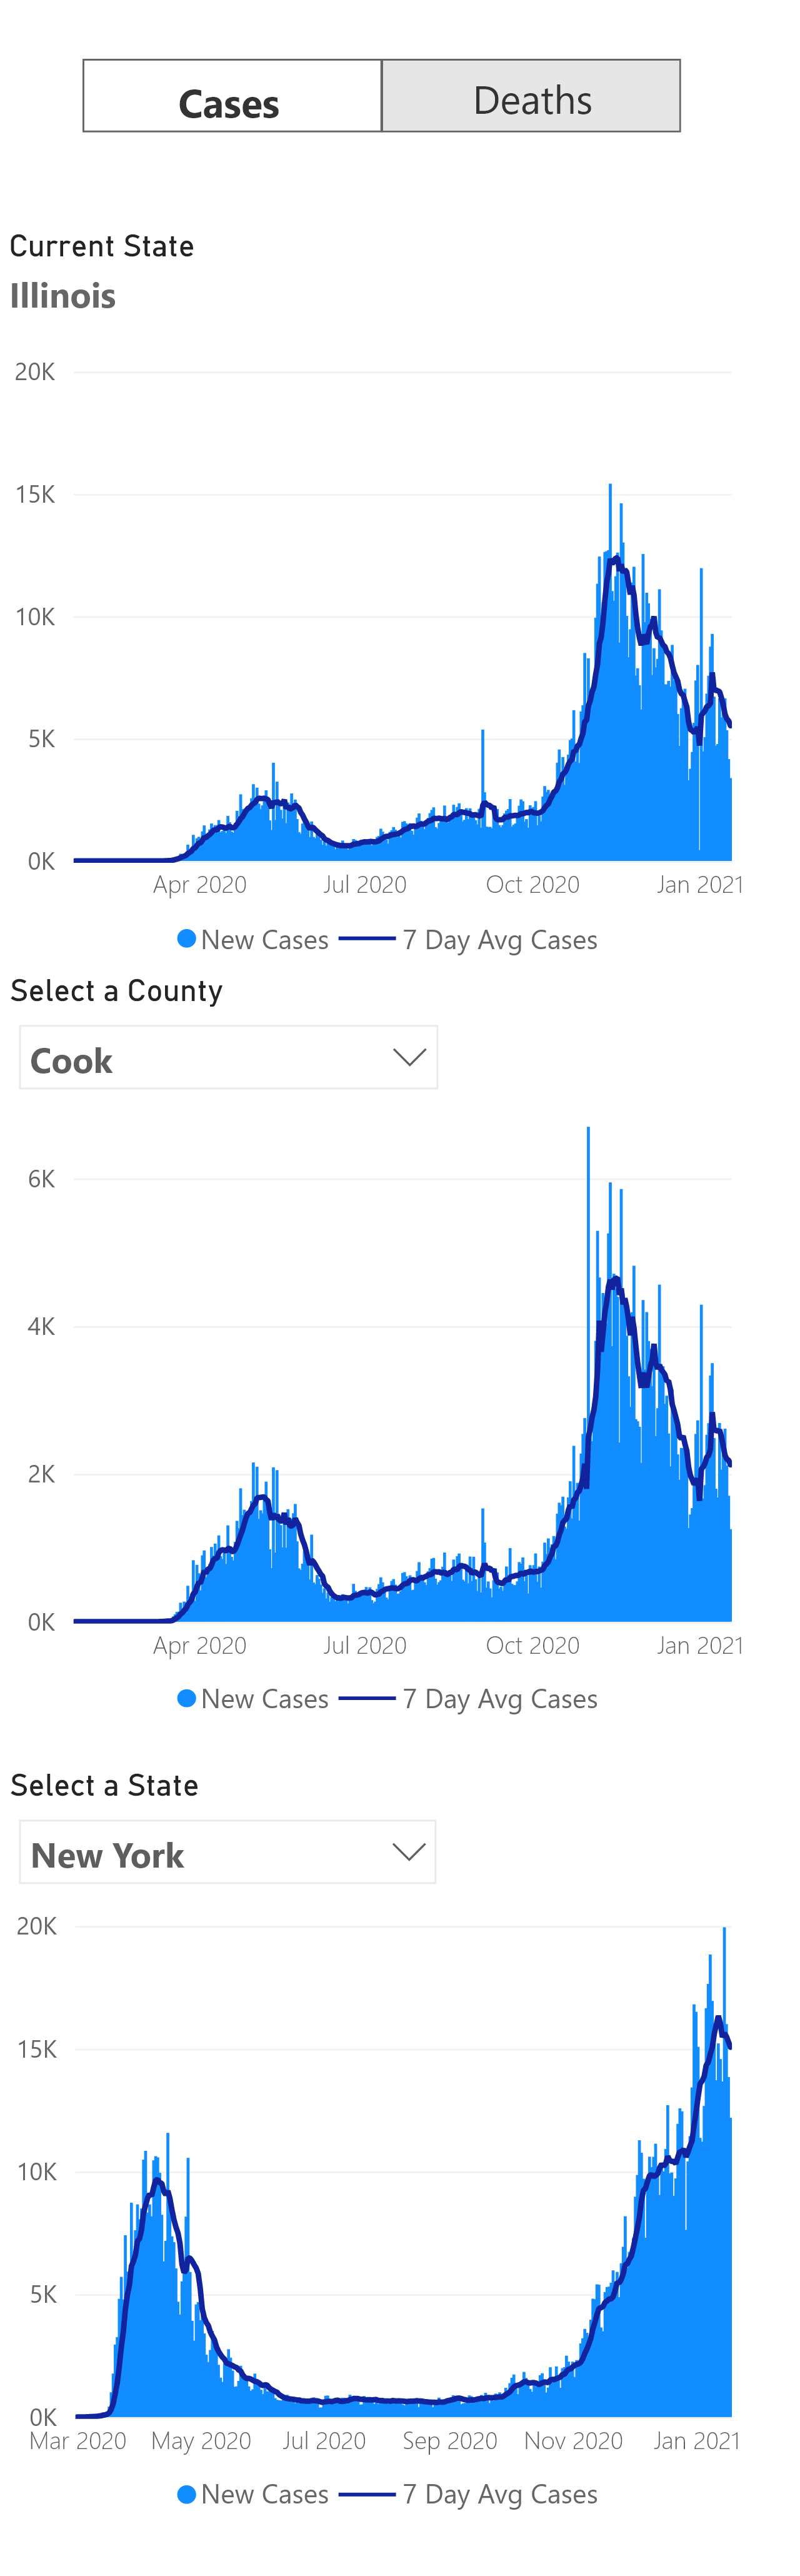 Cases Deaths
Current State
Illinois
20K
15K
10K
5K
0K
Apr 2020 Jul 2020 Oct 2020 Jan 2021
New Cases 7 Day Avg Cases
Select a County
Cook
6K
4K
2K
0K
Apr 2020 Jul 2020 Oct 2020 Jan 2021
New Cases 7 Day Avg Cases
Select a State
New York
20K
15K
10K
5K
0K
Mar 2020 May 2020 Jul 2020 Sep 2020 Nov 2020 Jan 2021
New Cases 7 Day Avg Cases